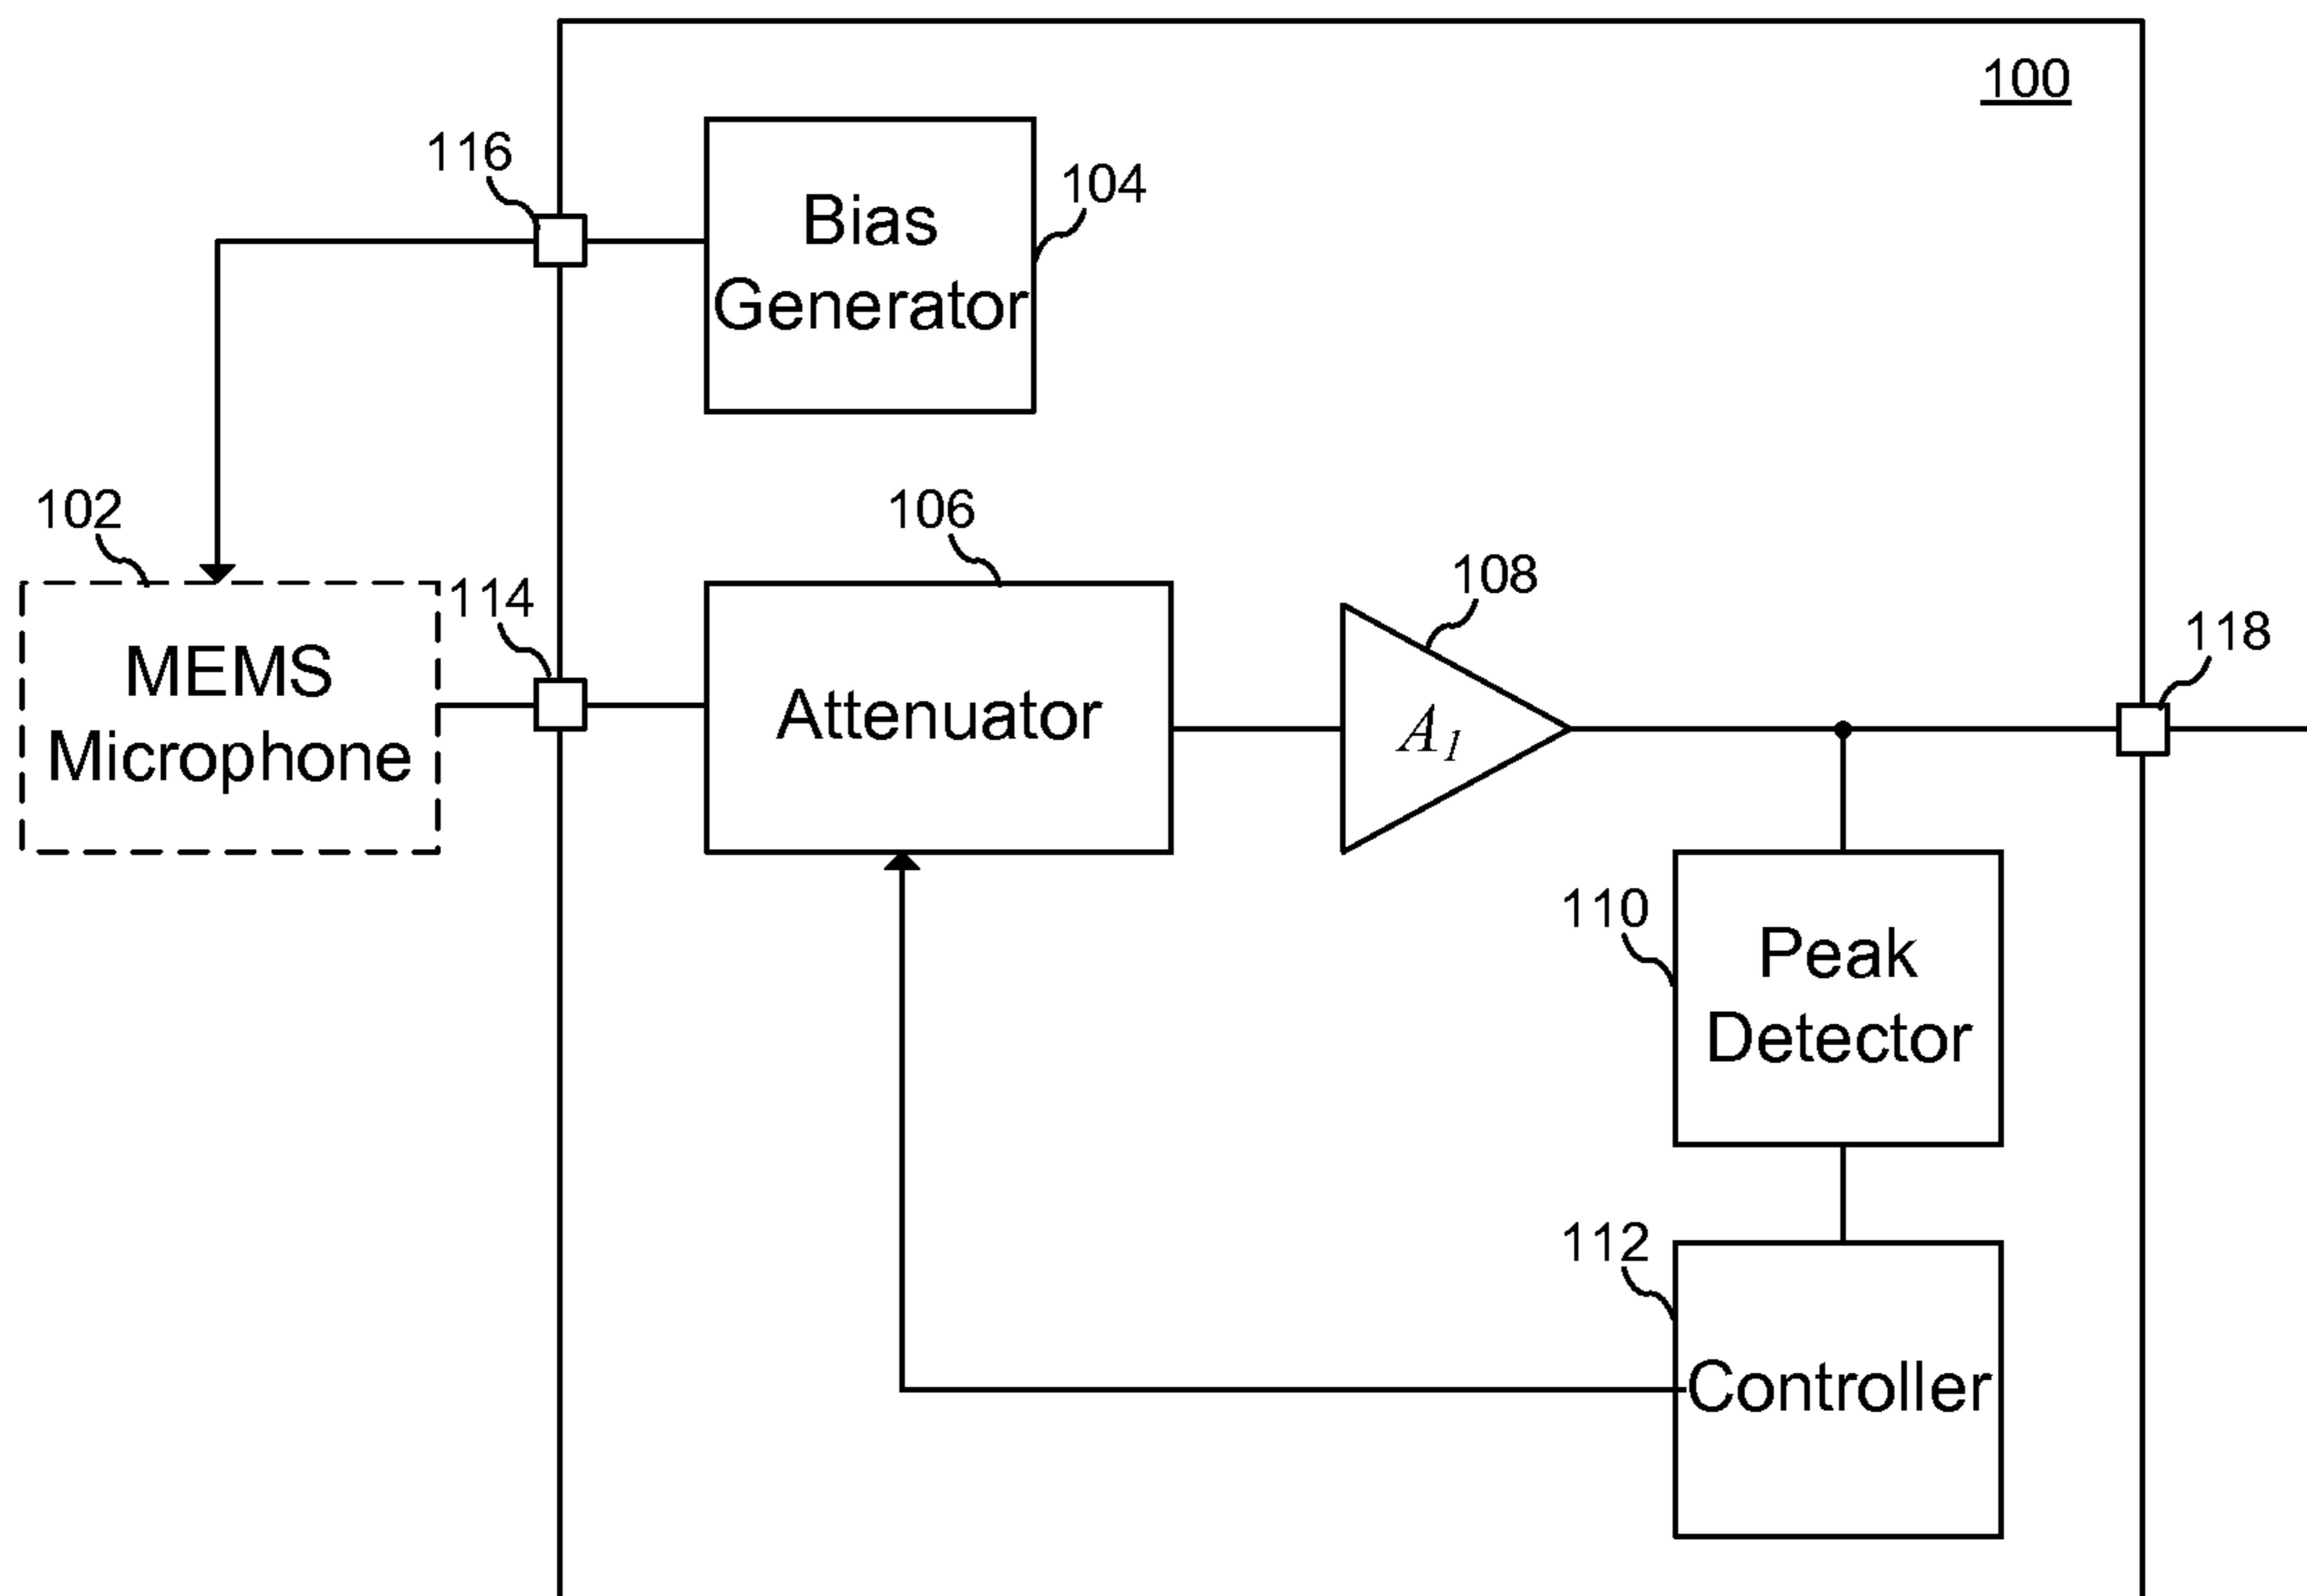 100
116
104
Bias
Generator
102
106
114
108
118
MEMS
Microphone
Attenuator
A1
110
Peak
Detector
112
Controller